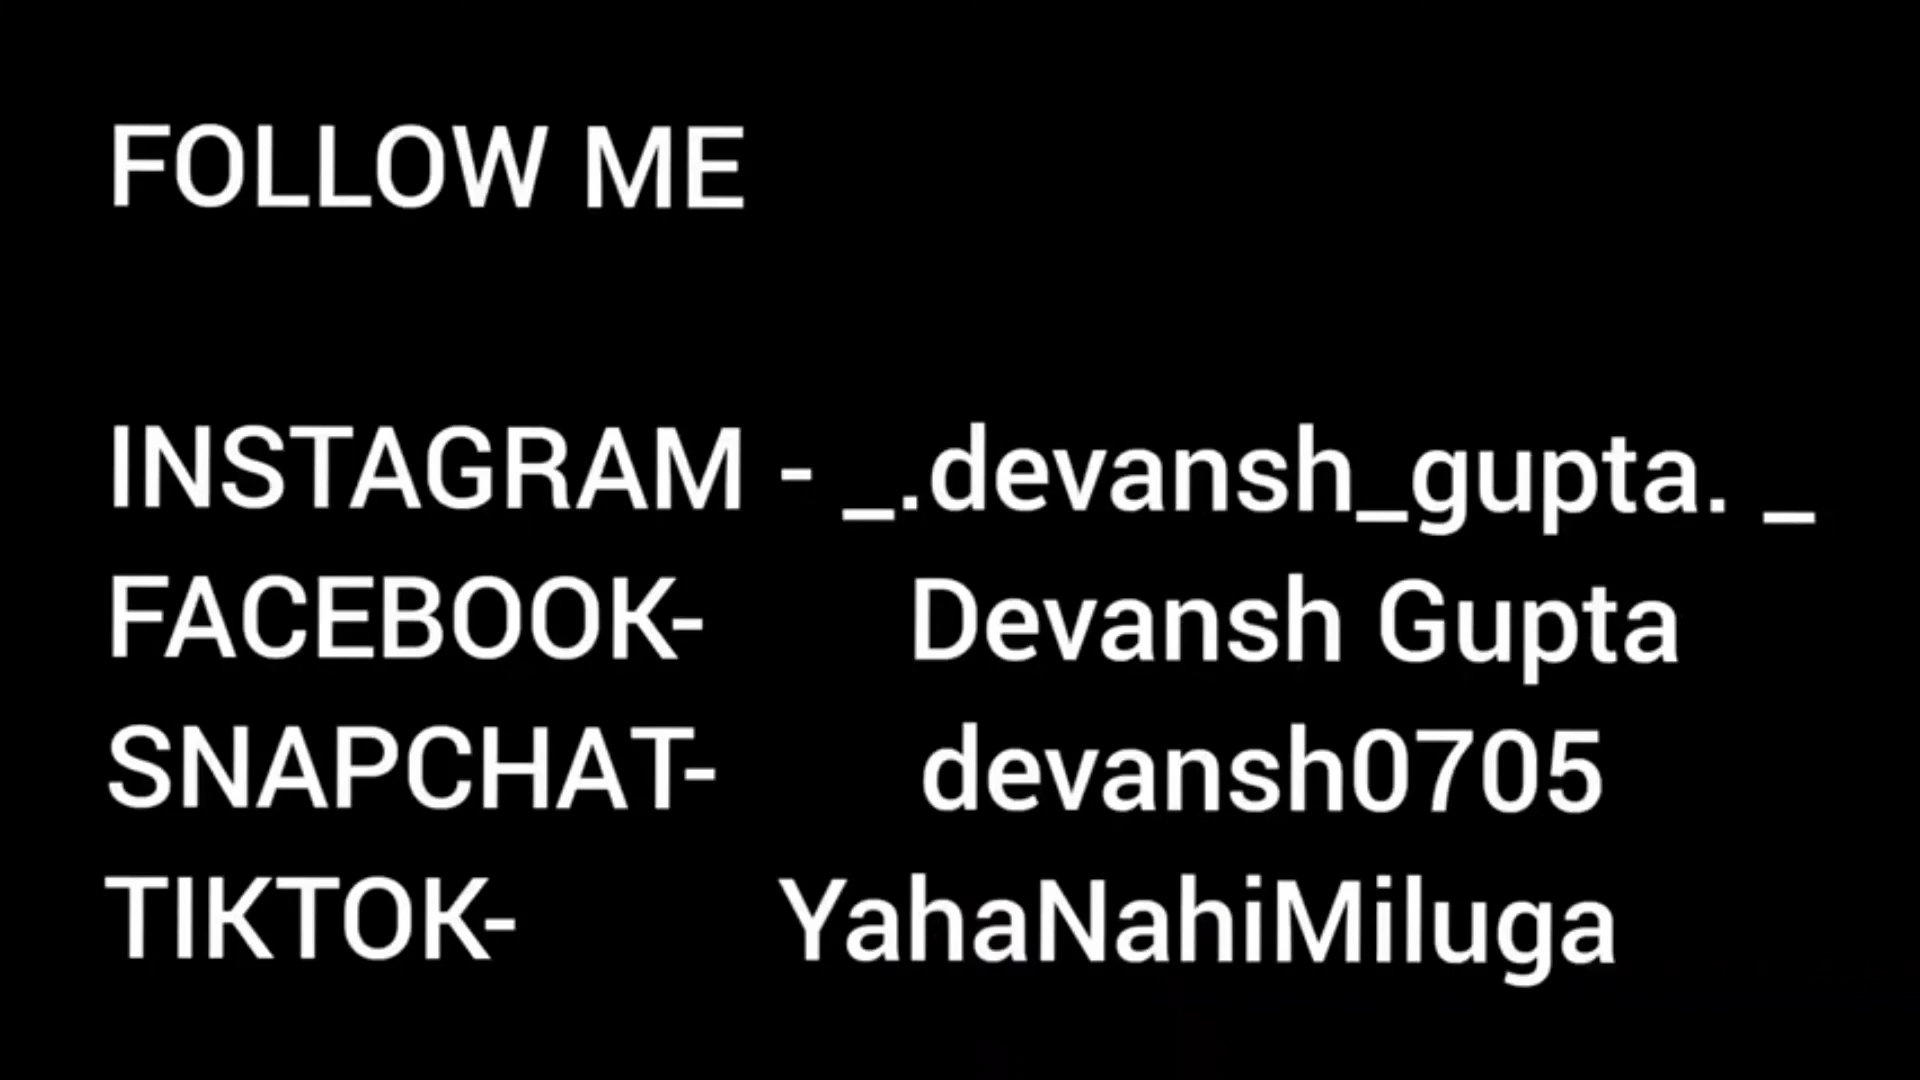 FOLLOW ME
INSTAGRAM - _.devansh_gupta. _
FACEBOOK- Devansh Gupta
SNAPCHAT- devansh0705
TIKTOK- YahaNahiMiluga